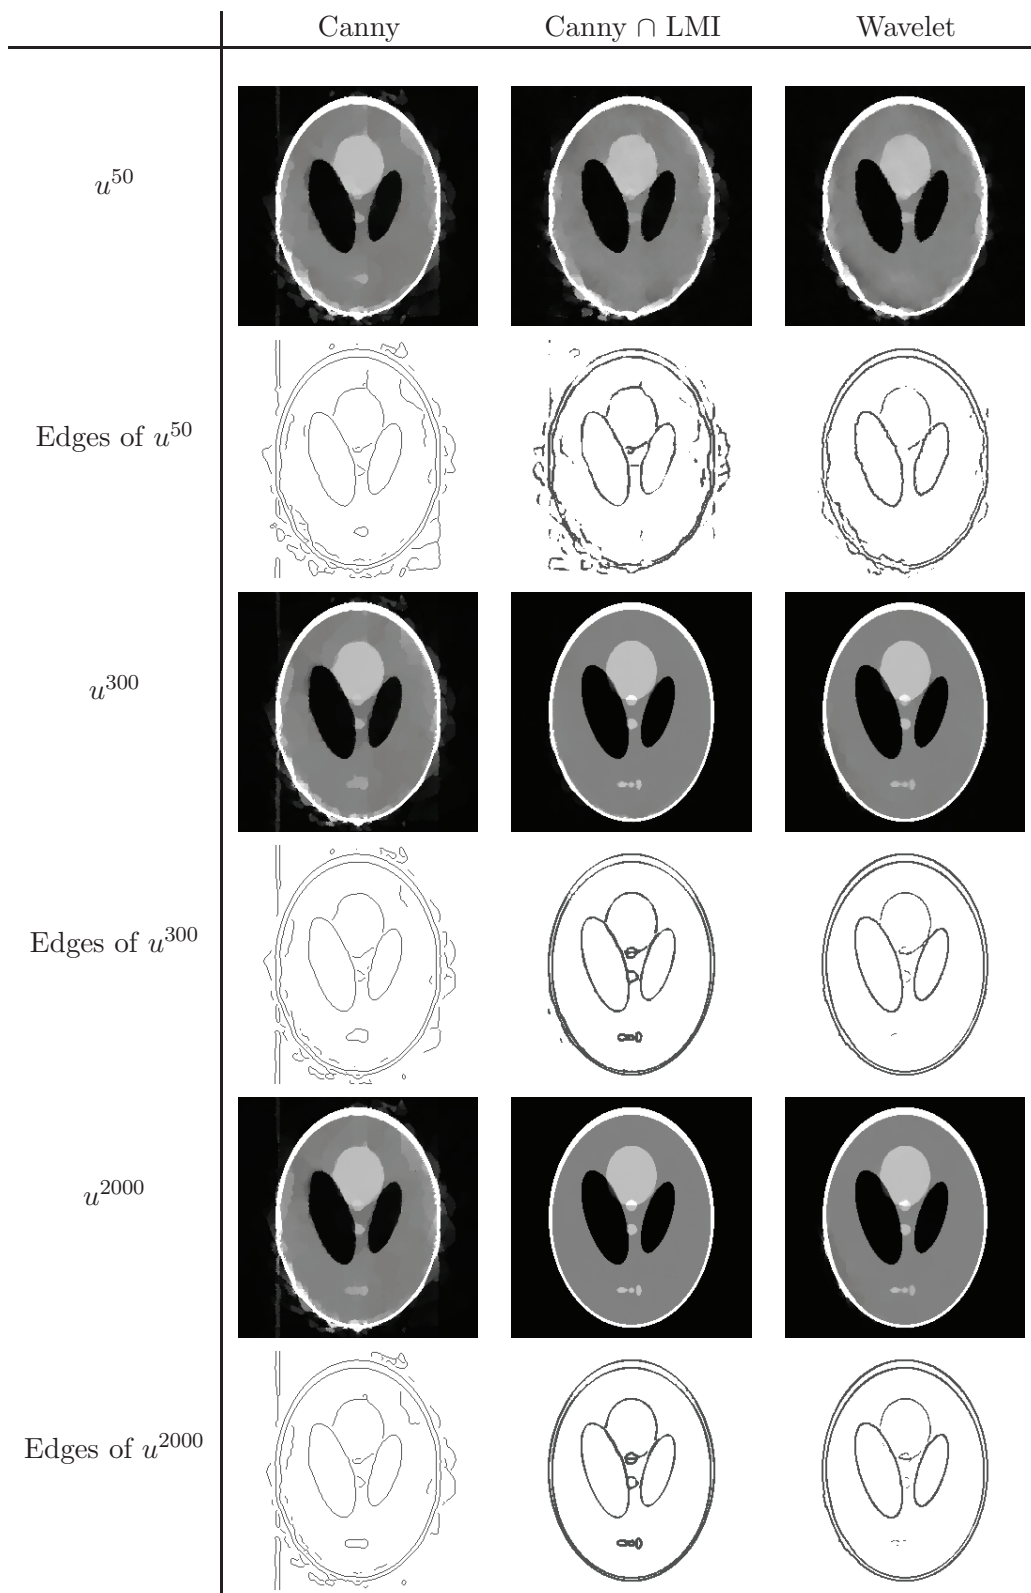 Canny Canny ∩ LMI Wavelet
u^50
Edges of u^50
u^300
Edges of u^300
u^2000
Edges of u^2000